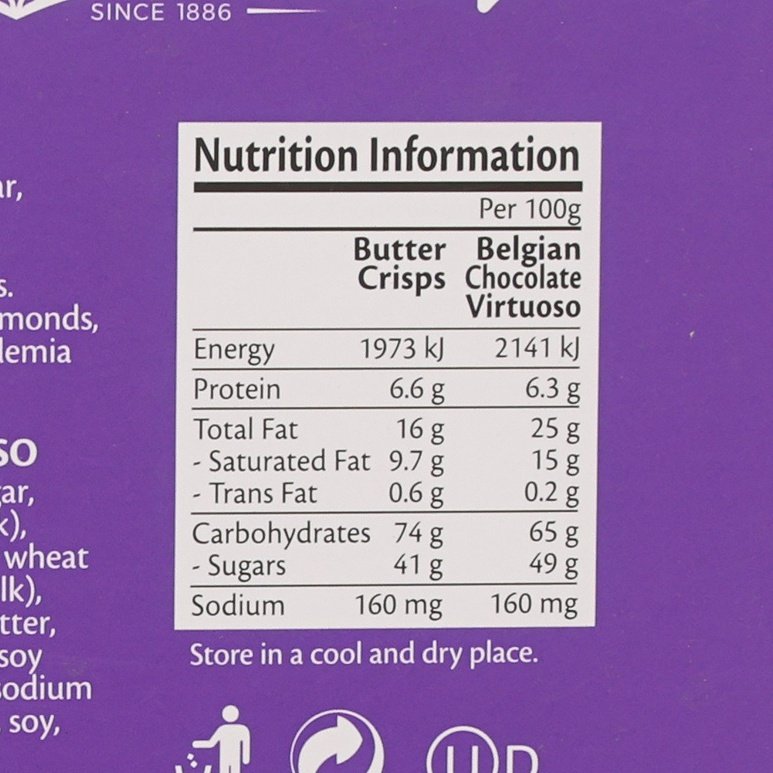 SINCE 1886
s.
so
wheat
soy
soy,
Nutrition Information
Per 100g
Butter Belgian
Crisps Chocolate
Virtuoso
Energy 1973 kJ 2141 kJ
Protein 6.6 g 6.3 g
Total Fat 16 g 25 g
- Saturated Fat 9.7 g 15 g
- Trans Fat 0.6 g 0.2 g
Carbohydrates 74 g 65 g
- Sugars 41 g 49 g
Sodium 160 mg 160 mg
Store in a cool and dry place.
U D